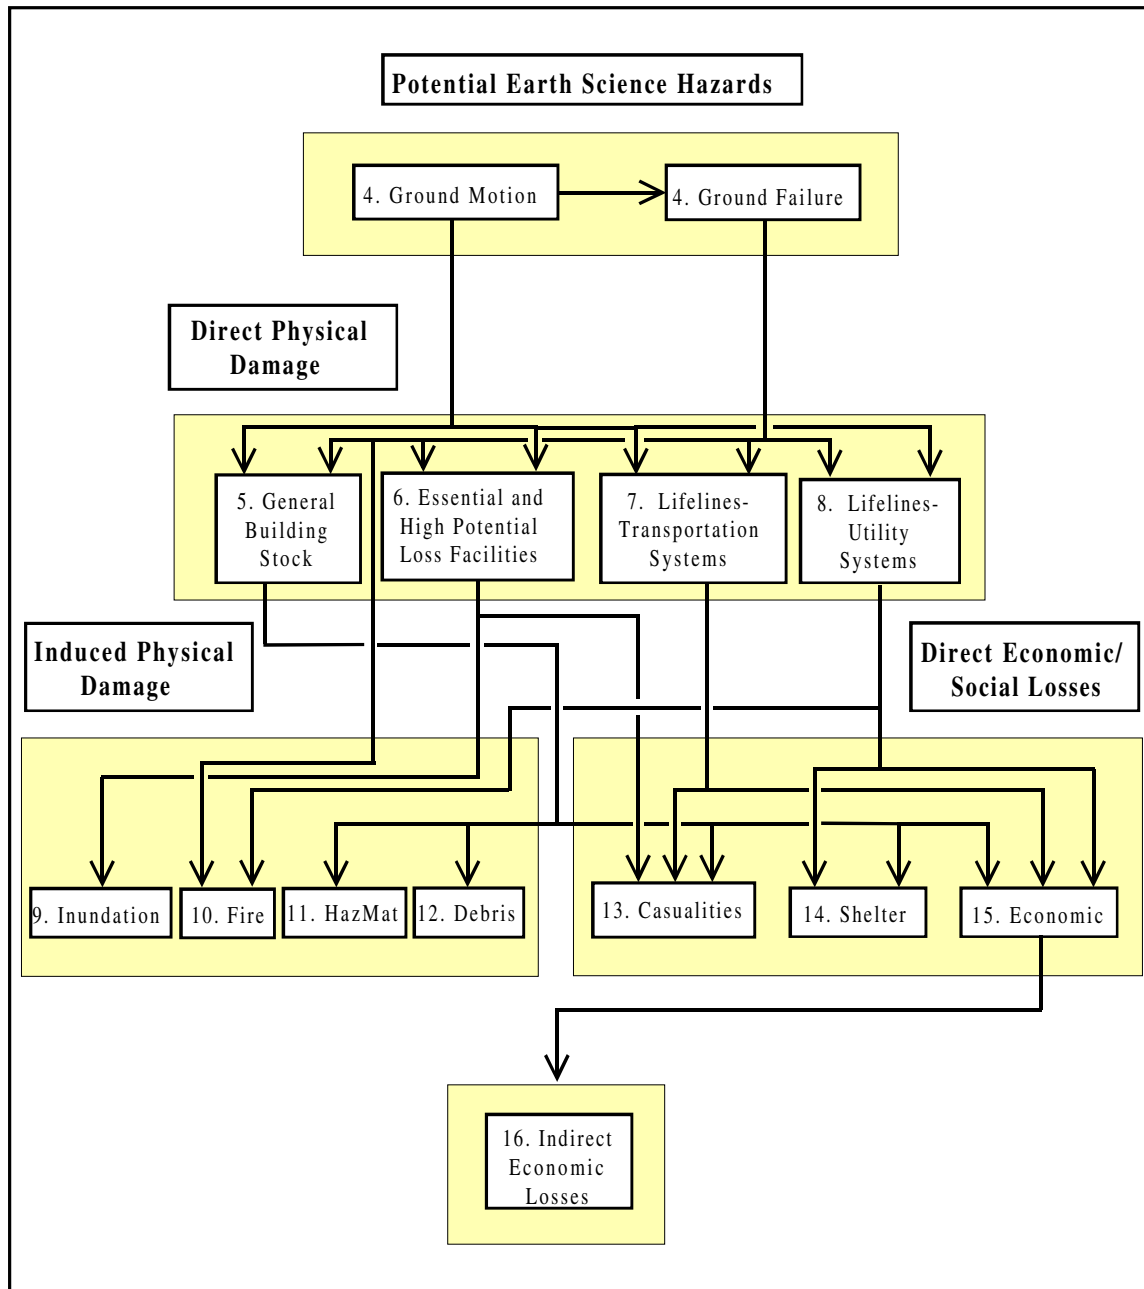 Potential Earth Science Hazards
4. Ground Motion
4. Ground Failure
Direct Physical
Damage
5. General
Building
Stock
6. Essential and
High Potential
Loss Facilities
7. Lifelines-
Transportation
Systems
8. Lifelines-
Utility
Systems
Induced Physical
Damage
Direct Economic/
Social Losses
9. Inundation
10. Fire
11. HazMat
12. Debris
13. Casualities
14. Shelter
15. Economic
16. Indirect
Economic
Losses